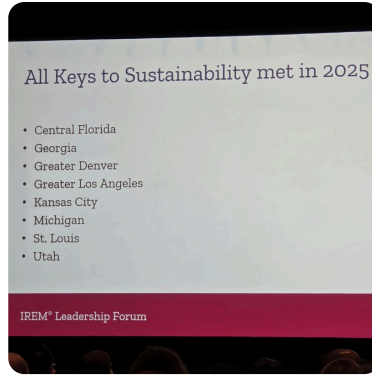 All Keys to Sustainability met in 2025
• Central Florida
• Georgia
• Greater Denver
• Greater Los Angeles
• Kansas City
• Michigan
• St. Louis
• Utah
IREM® Leadership Forum